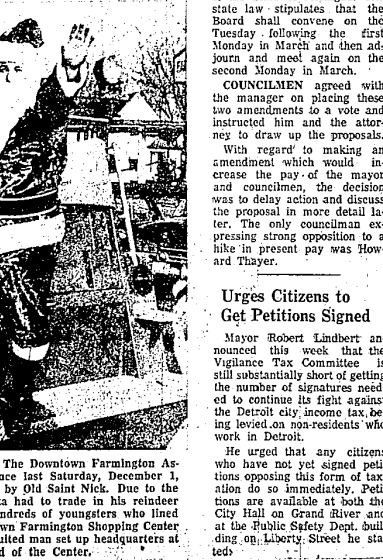 state law stipulates that the
Board shall convene on the
Tuesday following the first
Monday in March and then ad-
journ and meet again on the
second Monday in March.
COUNCILMEN agreed with
the manager on placing these
two amendments to a vote and
instructed him and the attor-
ney to draw up the proposals.
With regard to making an
amendment which would in-
crease the pay of the mayor
and councilmen, the decision
was to delay action and discuss
the proposal in more detail la-
ter. The only councilman ex-
pressing strong opposition to a
hike in present pay was How-
ard Thayer.
Urges Citizens to
Get Petitions Signed
Mayor Robert Lindbert an-
nounced this week that the
Vigilance Tax Committee is
still substantially short of getting
the number of signatures need-
ed to continue its fight against
the Detroit city income tax be-
ing levied on non-residents who
work in Detroit.
He urged that any citizens
who have not yet signed peti-
tions opposing this form of tax-
ation do so immediately. Peti-
tions are available at both the
City Hall on Grand River and
at the Public Safety Dept. buil-
ding on Liberty Street he sta-
ted.
The Downtown Farmington As-
nce last Saturday, December 1,
by Old Saint Nick. Due to the
ta had to trade in his reindeer
ndreds of youngsters who lined
wn Farmington Shopping Center
ulted man set up headquarters at
d of the Center.